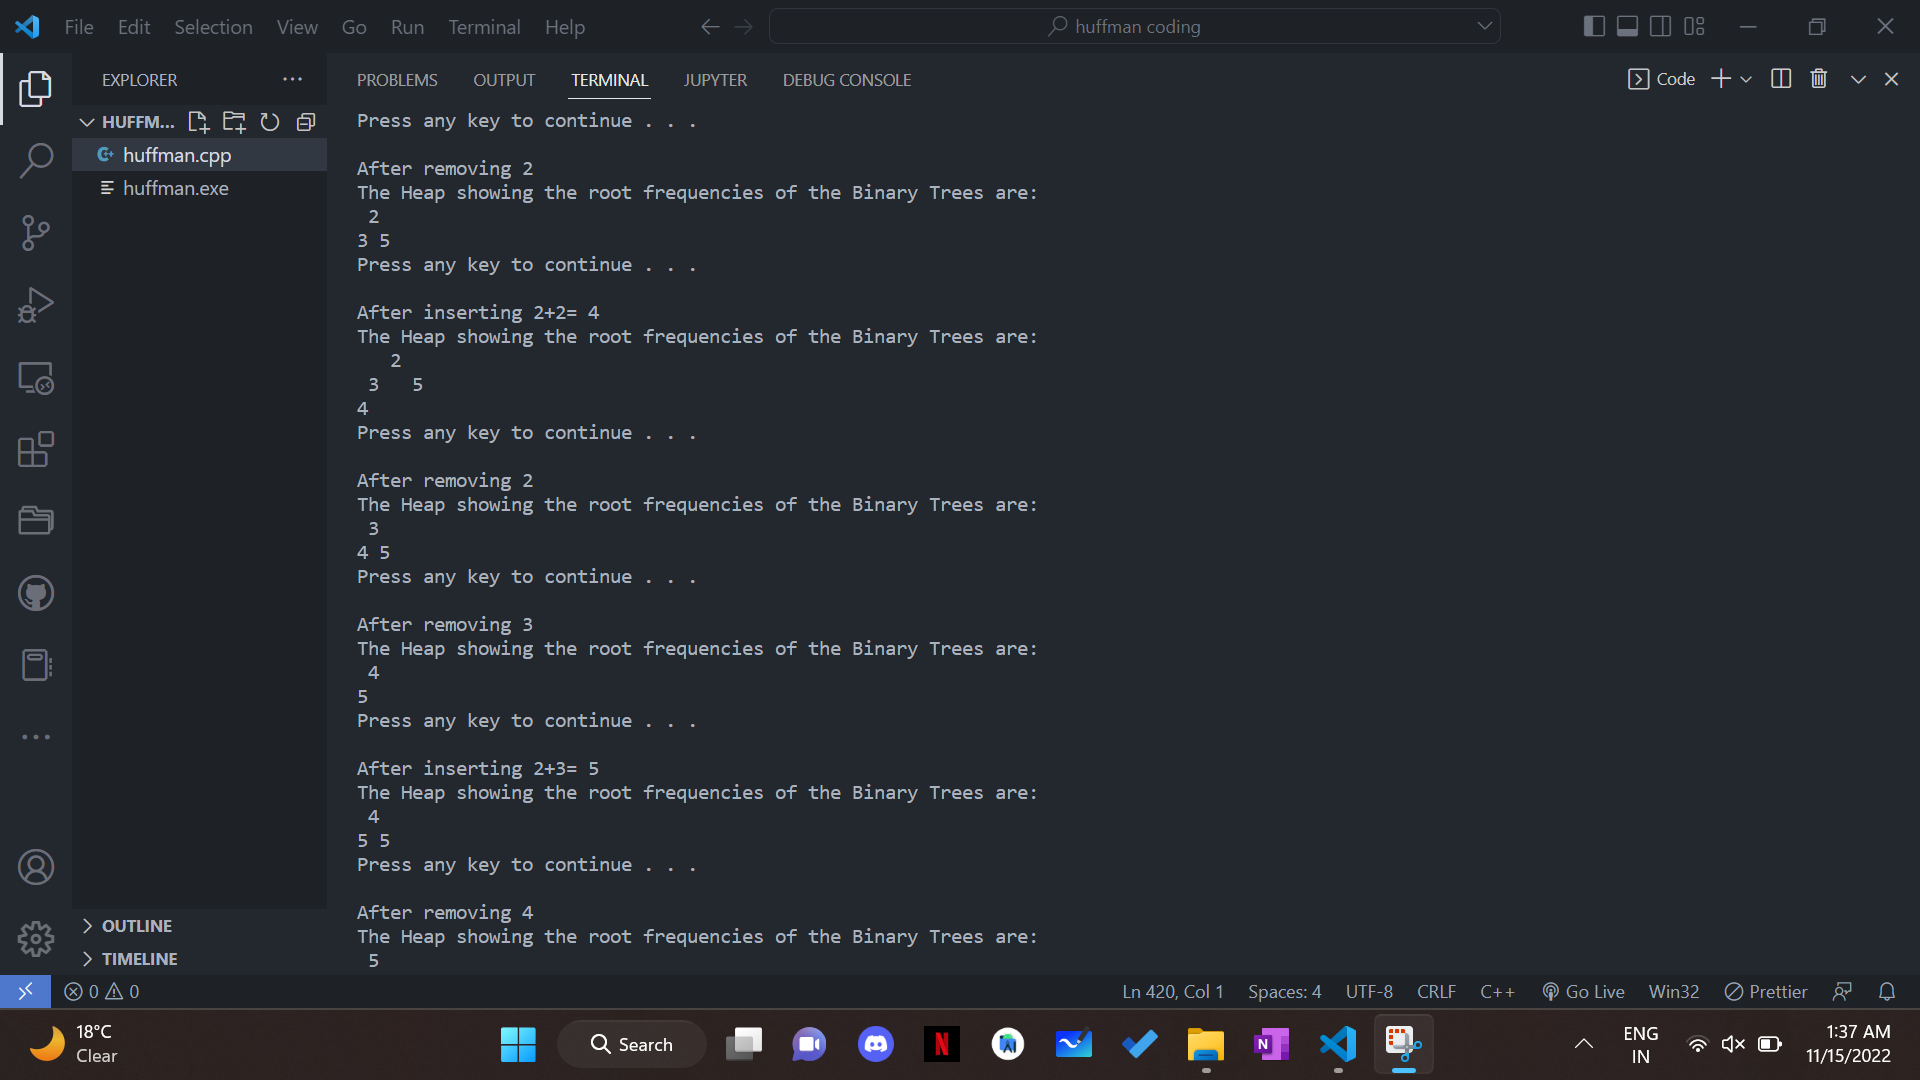 File Edit Selection View Go Run Terminal Help
huffman coding
EXPLORER
PROBLEMS OUTPUT TERMINAL JUPYTER DEBUG CONSOLE
Code
HUFFM...
huffman.cpp
huffman.exe
Press any key to continue . . .
After removing 2
The Heap showing the root frequencies of the Binary Trees are:
2
3 5
Press any key to continue . . .
After inserting 2+2= 4
The Heap showing the root frequencies of the Binary Trees are:
2
3 5
4
Press any key to continue . . .
After removing 2
The Heap showing the root frequencies of the Binary Trees are:
3
4 5
Press any key to continue . . .
After removing 3
The Heap showing the root frequencies of the Binary Trees are:
4
5
Press any key to continue . . .
After inserting 2+3= 5
The Heap showing the root frequencies of the Binary Trees are:
4
5 5
Press any key to continue . . .
After removing 4
The Heap showing the root frequencies of the Binary Trees are:
5
OUTLINE
TIMELINE
0 0
Ln 420, Col 1 Spaces: 4 UTF-8 CRLF C++ Go Live Win32 Prettier
18°C
Clear
Search
N
N
ENG
IN
1:37 AM
11/15/2022